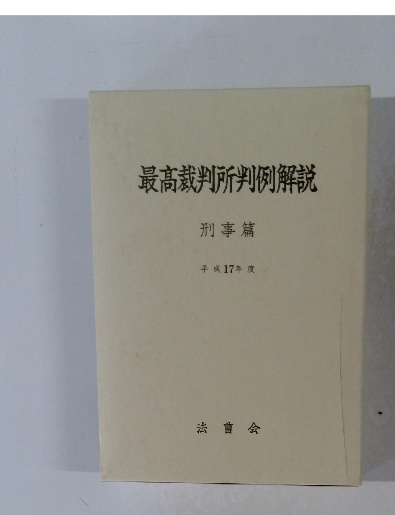 最高裁判所判例解説
刑事篇
平成17年度
法曹会